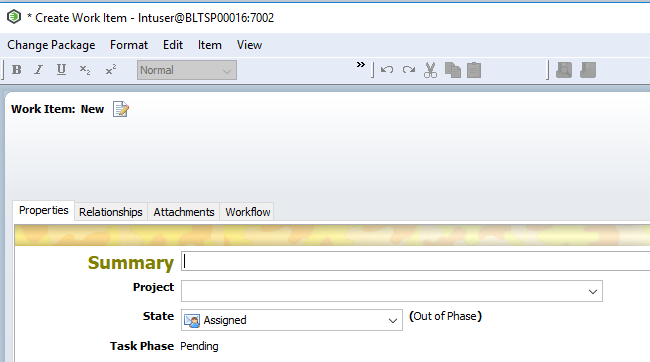 * Create Work Item - Intuser@BLTSP00016:7002
Change Package Format Edit Item View
B I U x₂ x² Normal »
Work Item: New
Properties Relationships Attachments Workflow
Summary
Project
State Assigned (Out of Phase)
Task Phase Pending